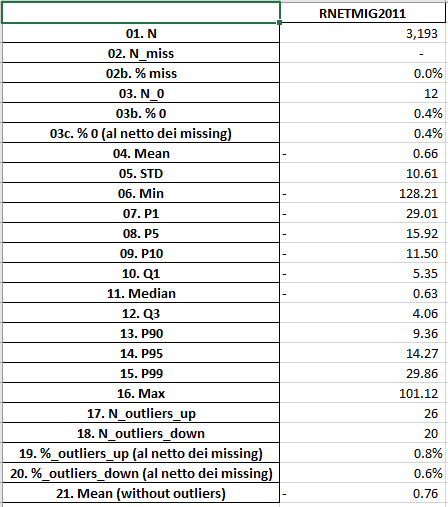 RNETMIG2011
01. N 3,193
02. N_miss -
02b. % miss 0.0%
03. N_0 12
03b. % 0 0.4%
03c. % 0 (al netto dei missing) 0.4%
04. Mean - 0.66
05. STD 10.61
06. Min - 128.21
07. P1 - 29.01
08. P5 - 15.92
09. P10 - 11.50
10. Q1 - 5.35
11. Median - 0.63
12. Q3 4.06
13. P90 9.36
14. P95 14.27
15. P99 29.86
16. Max 101.12
17. N_outliers_up 26
18. N_outliers_down 20
19. %_outliers_up (al netto dei missing) 0.8%
20. %_outliers_down (al netto dei missing) 0.6%
21. Mean (without outliers) - 0.76